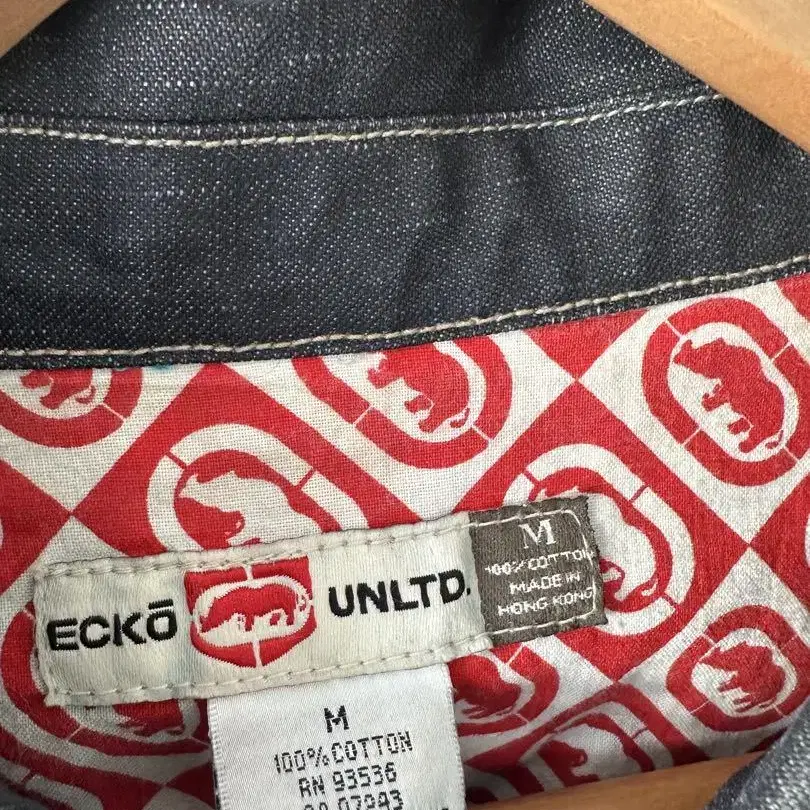 ECKŌ UNLTD.
M
100% COTTON
MADE IN
HONG KONG
M
100% COTTON
RN 93536